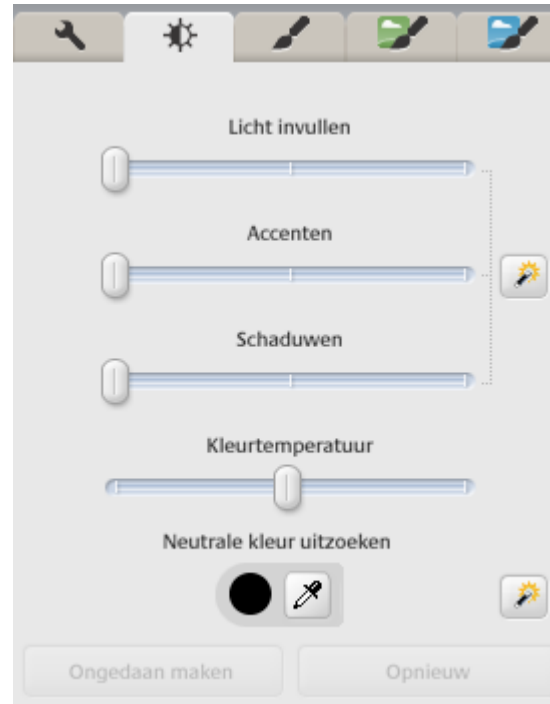 Licht invullen
Accenten
Schaduwen
Kleurtemperatuur
Neutrale kleur uitzoeken
Ongedaan maken
Opnieuw